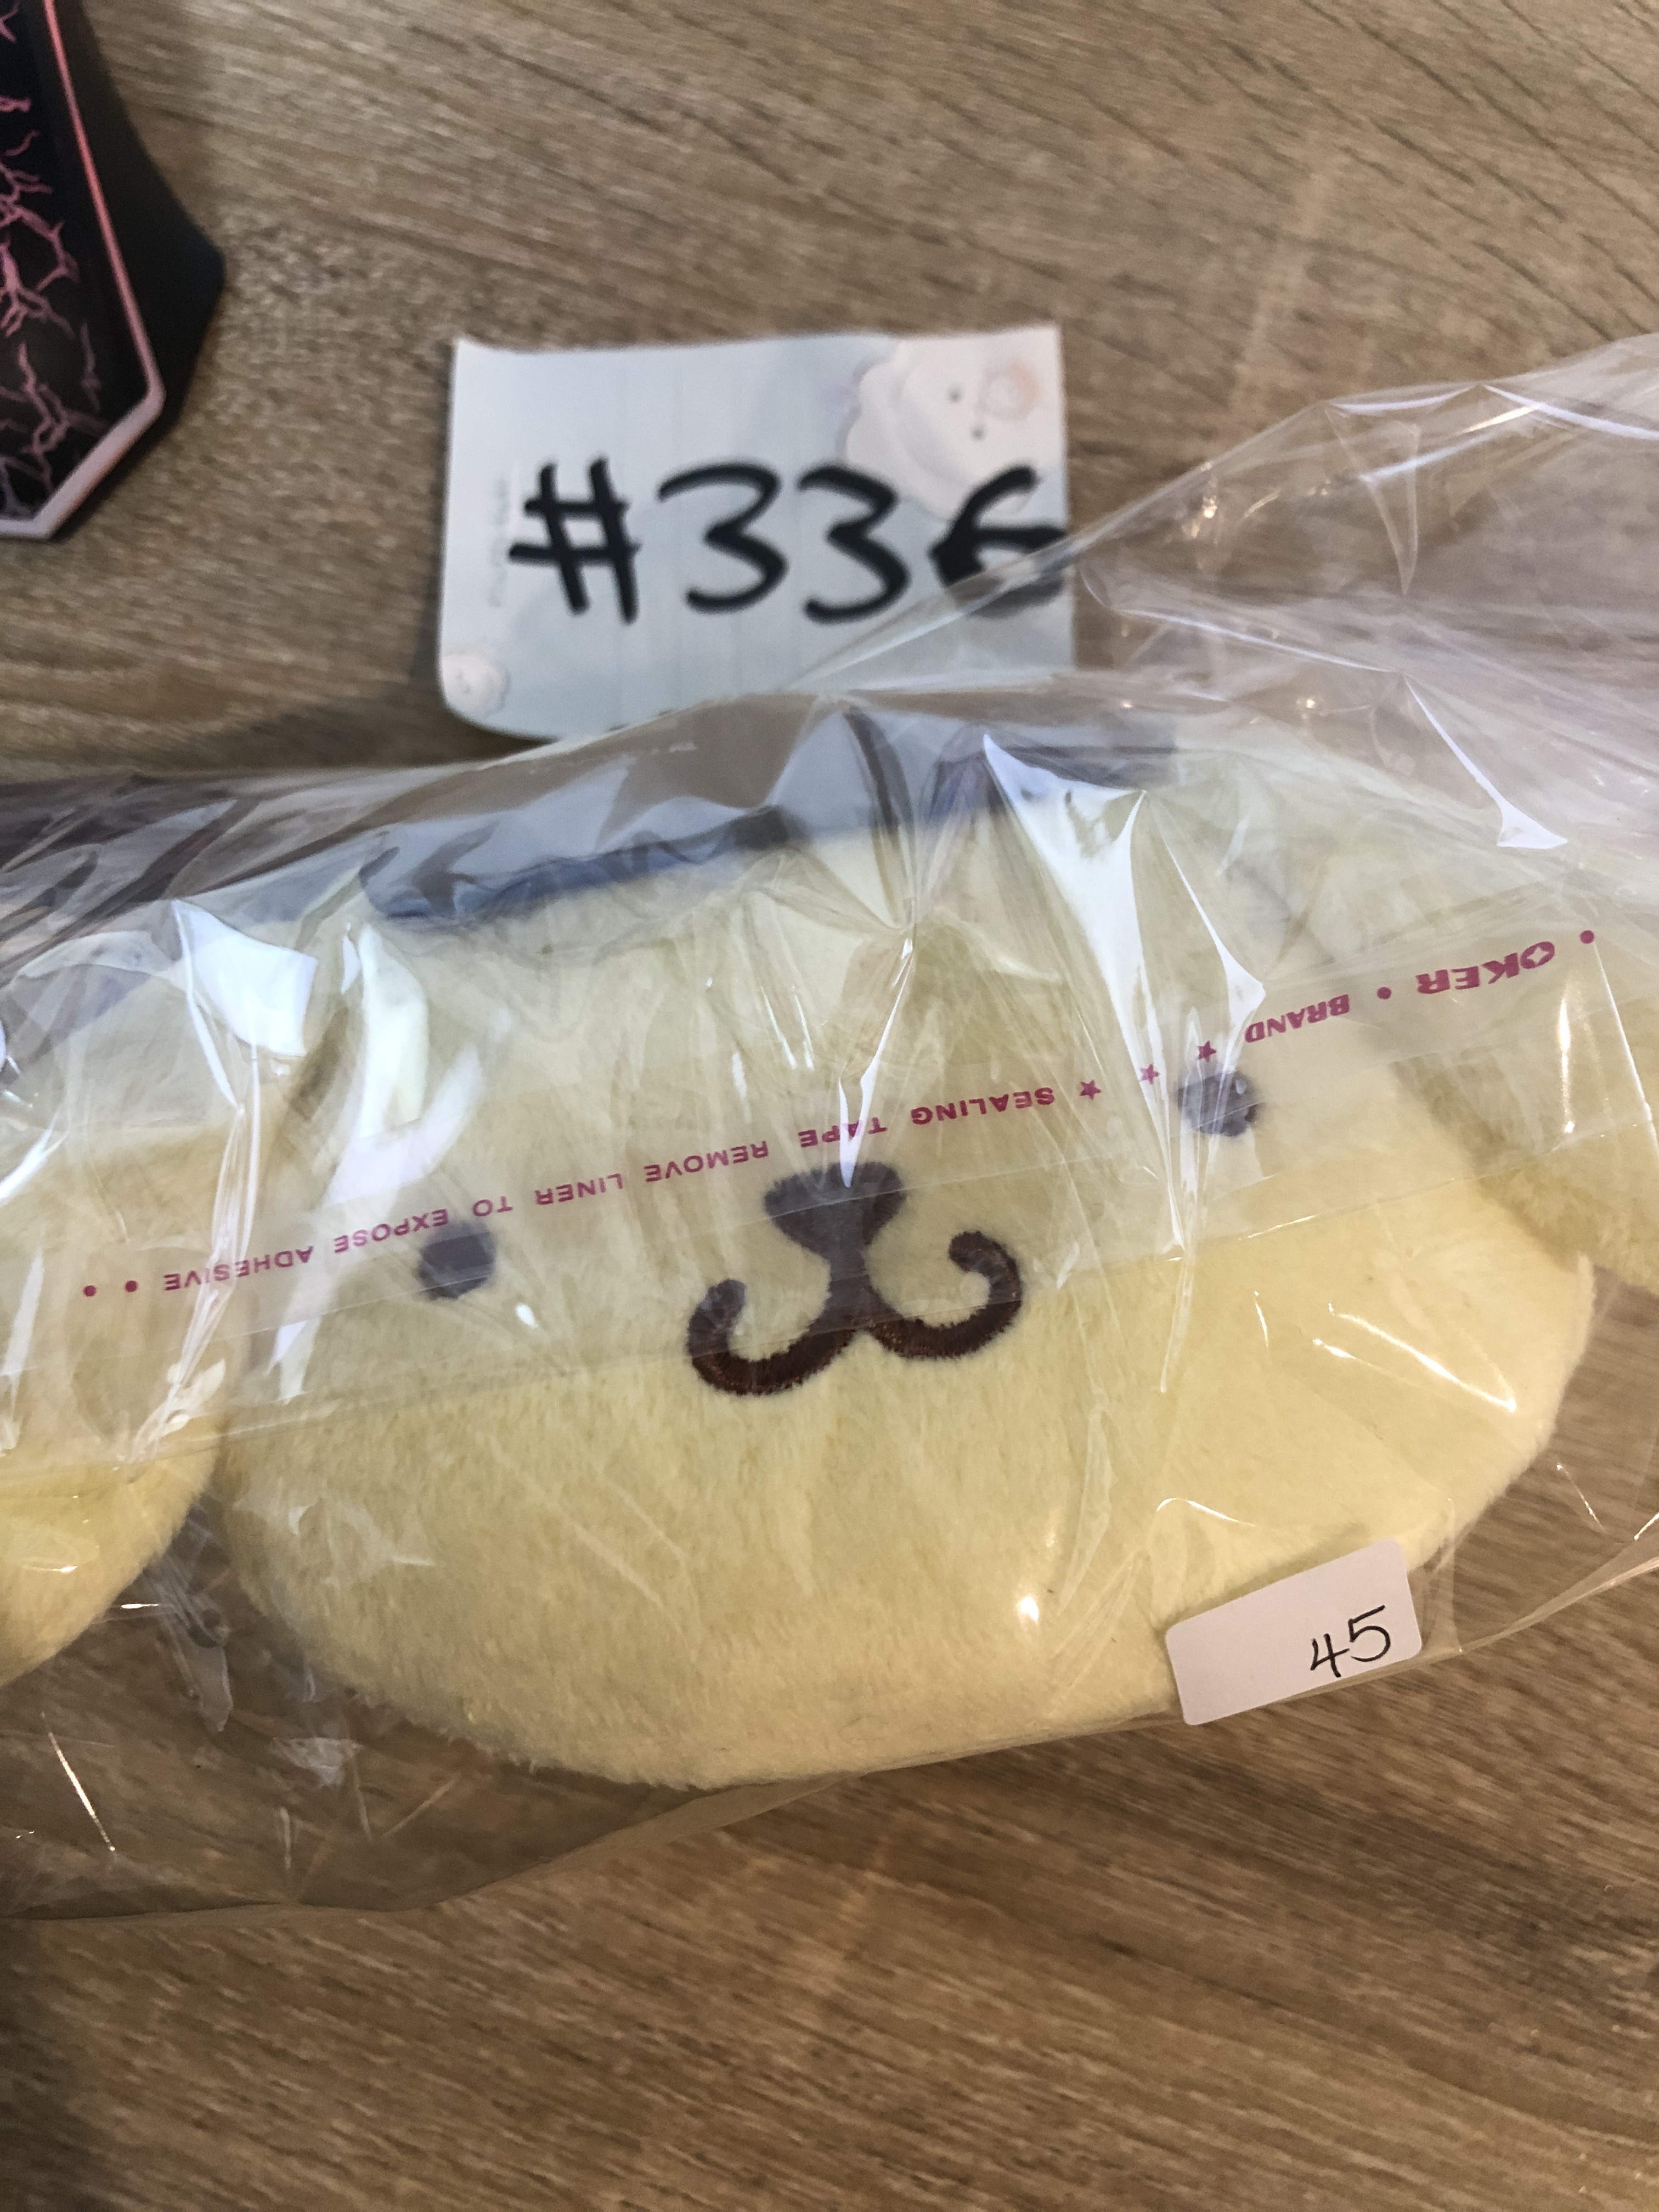 #336
• OKER • BRAND ★ ★ ★ SEALING TAPE REMOVE LINER TO EXPOSE ADHESIVE • •
45